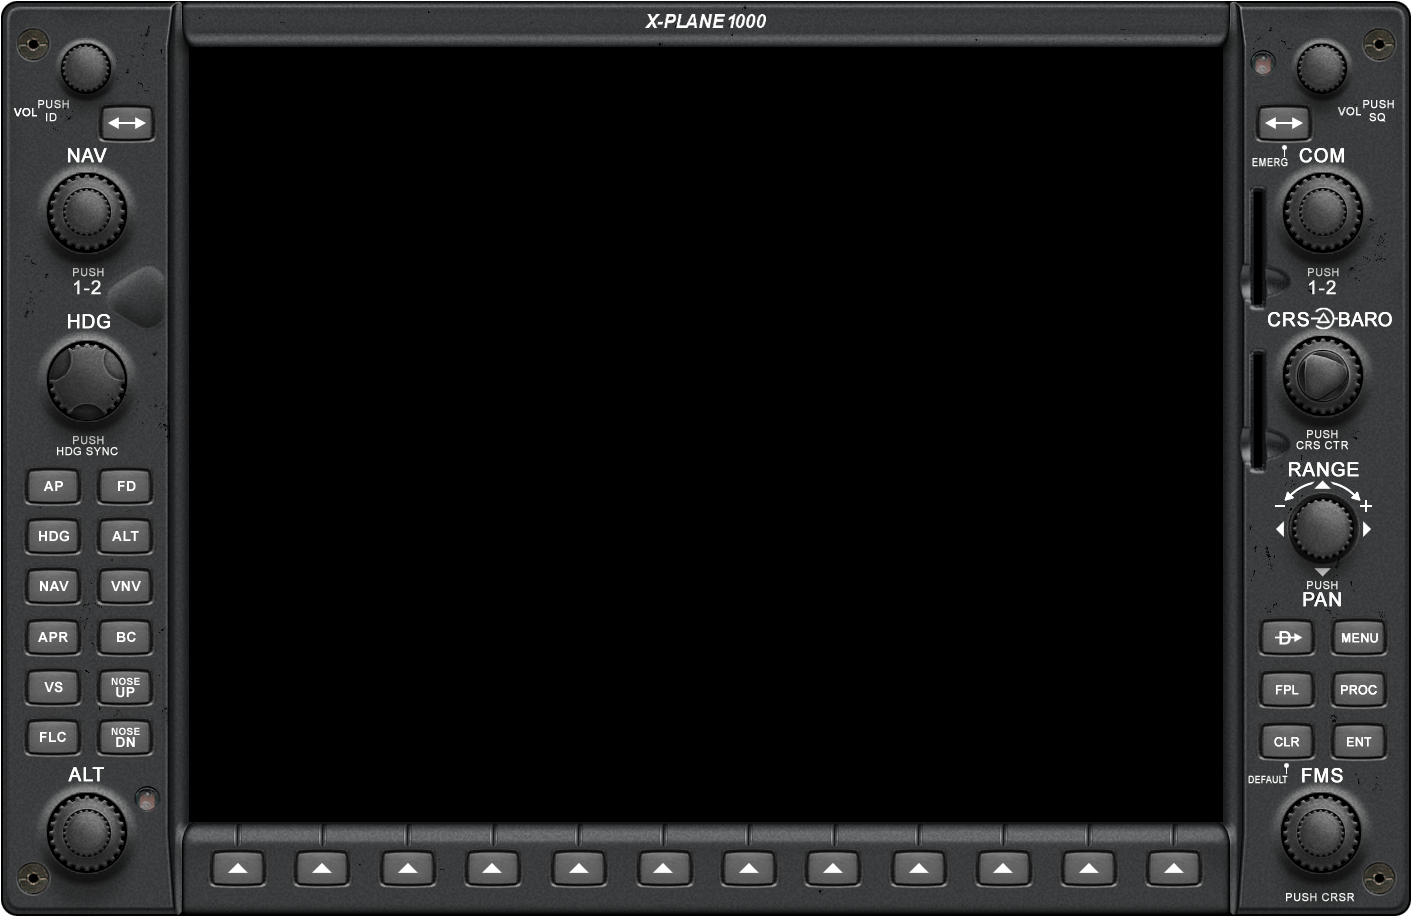 X-PLANE 1000
VOL PUSH
ID
NAV
PUSH
1-2
HDG
PUSH
HDG SYNC
AP FD
HDG ALT
NAV VNV
APR BC
VS NOSE
UP
FLC NOSE
DN
ALT
VOL PUSH
SQ
EMERG COM
PUSH
1-2
CRS BARO
PUSH
CRS CTR
RANGE
− +
PUSH
PAN
D MENU
FPL PROC
CLR ENT
DEFAULT FMS
PUSH CRSR